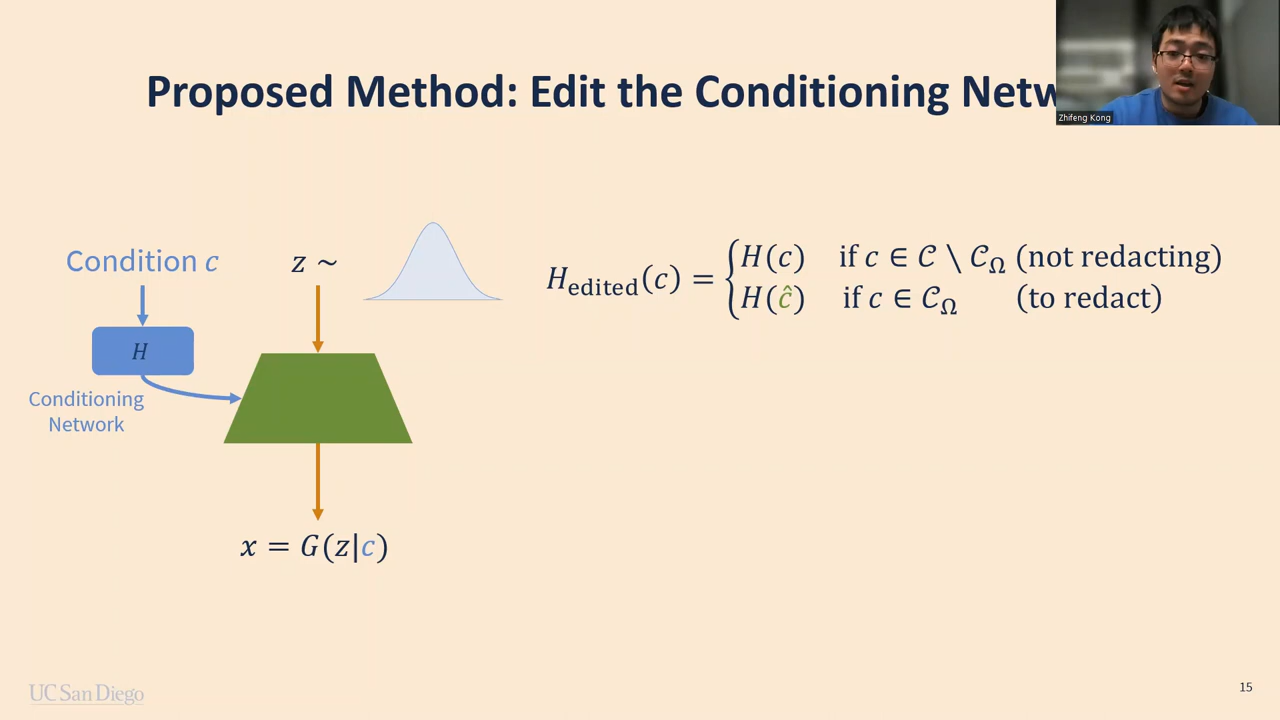 Proposed Method: Edit the Conditioning Netw
Zhifeng Kong
Condition c
z ~
H
Conditioning
Network
x = G(z|c)
H_edited(c) = { H(c) if c ∈ 𝒞 \ 𝒞_Ω (not redacting)
H(ĉ) if c ∈ 𝒞_Ω (to redact)
UC San Diego
15